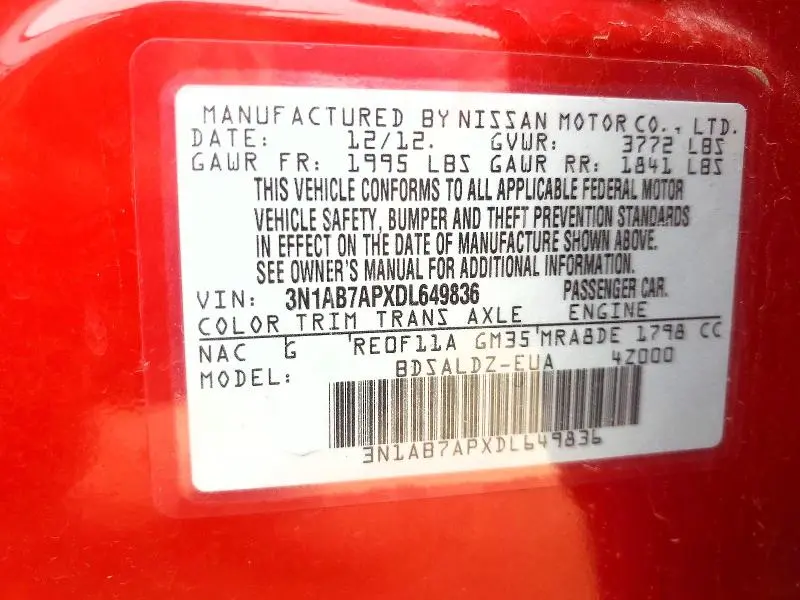 MANUFACTURED BY NISSAN MOTOR CO., LTD.
DATE: 12/12. GVWR: 3772 LBS
GAWR FR: 1995 LBS GAWR RR: 1841 LBS
THIS VEHICLE CONFORMS TO ALL APPLICABLE FEDERAL MOTOR
VEHICLE SAFETY, BUMPER AND THEFT PREVENTION STANDARDS
IN EFFECT ON THE DATE OF MANUFACTURE SHOWN ABOVE.
SEE OWNER'S MANUAL FOR ADDITIONAL INFORMATION.
VIN: 3N1AB7APXDL649836 PASSENGER CAR.
COLOR TRIM TRANS AXLE ENGINE
NAC G RE0F11A GM35 MRA8DE 1798 CC
MODEL: BDSALDZ-EUA 4Z000
3N1AB7APXDL649836